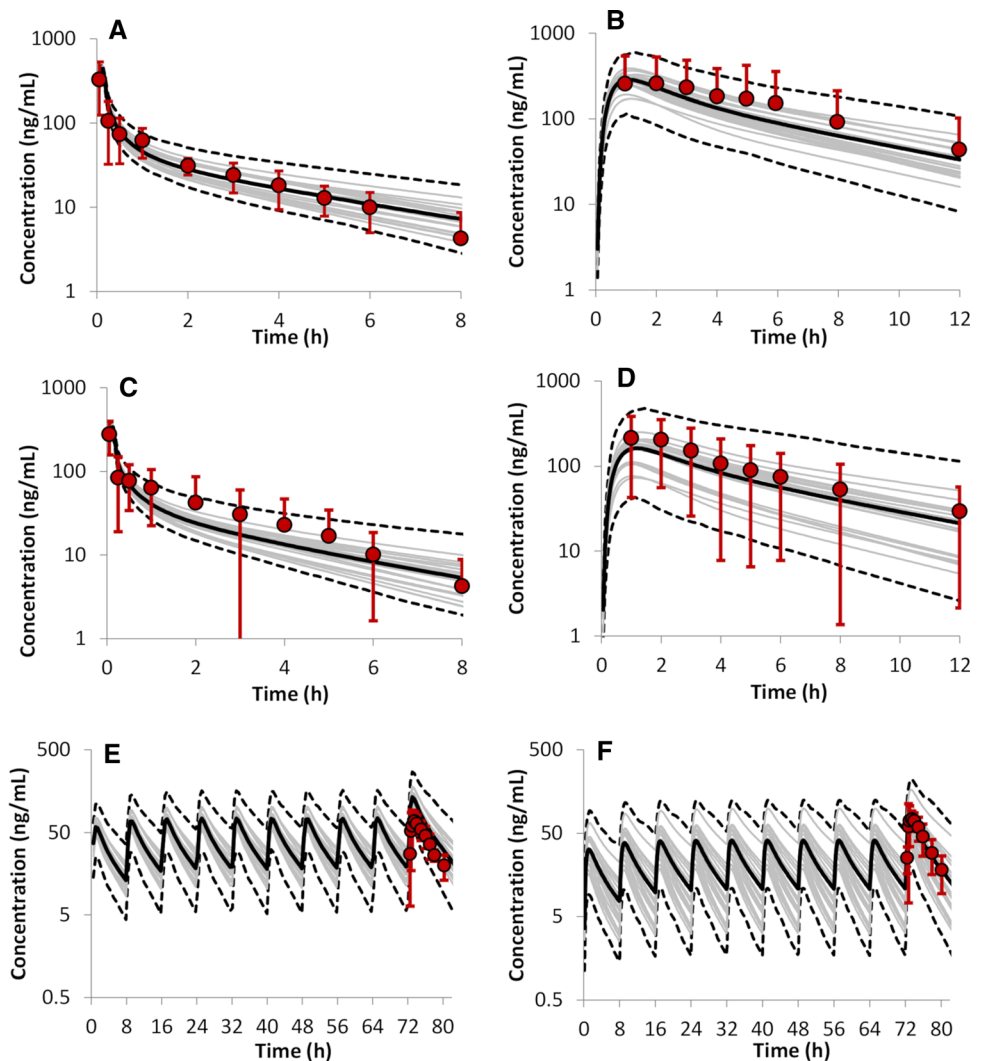 A
Concentration (ng/mL)
1000
100
10
1
0 2 4 6 8
Time (h)
B
Concentration (ng/mL)
1000
100
10
1
0 2 4 6 8 10 12
Time (h)
C
Concentration (ng/mL)
1000
100
10
1
0 2 4 6 8
Time (h)
D
Concentration (ng/mL)
1000
100
10
1
0 2 4 6 8 10 12
Time (h)
E
Concentration (ng/mL)
500
50
5
0.5
0 8 16 24 32 40 48 56 64 72 80
Time (h)
F
Concentration (ng/mL)
500
50
5
0.5
0 8 16 24 32 40 48 56 64 72 80
Time (h)